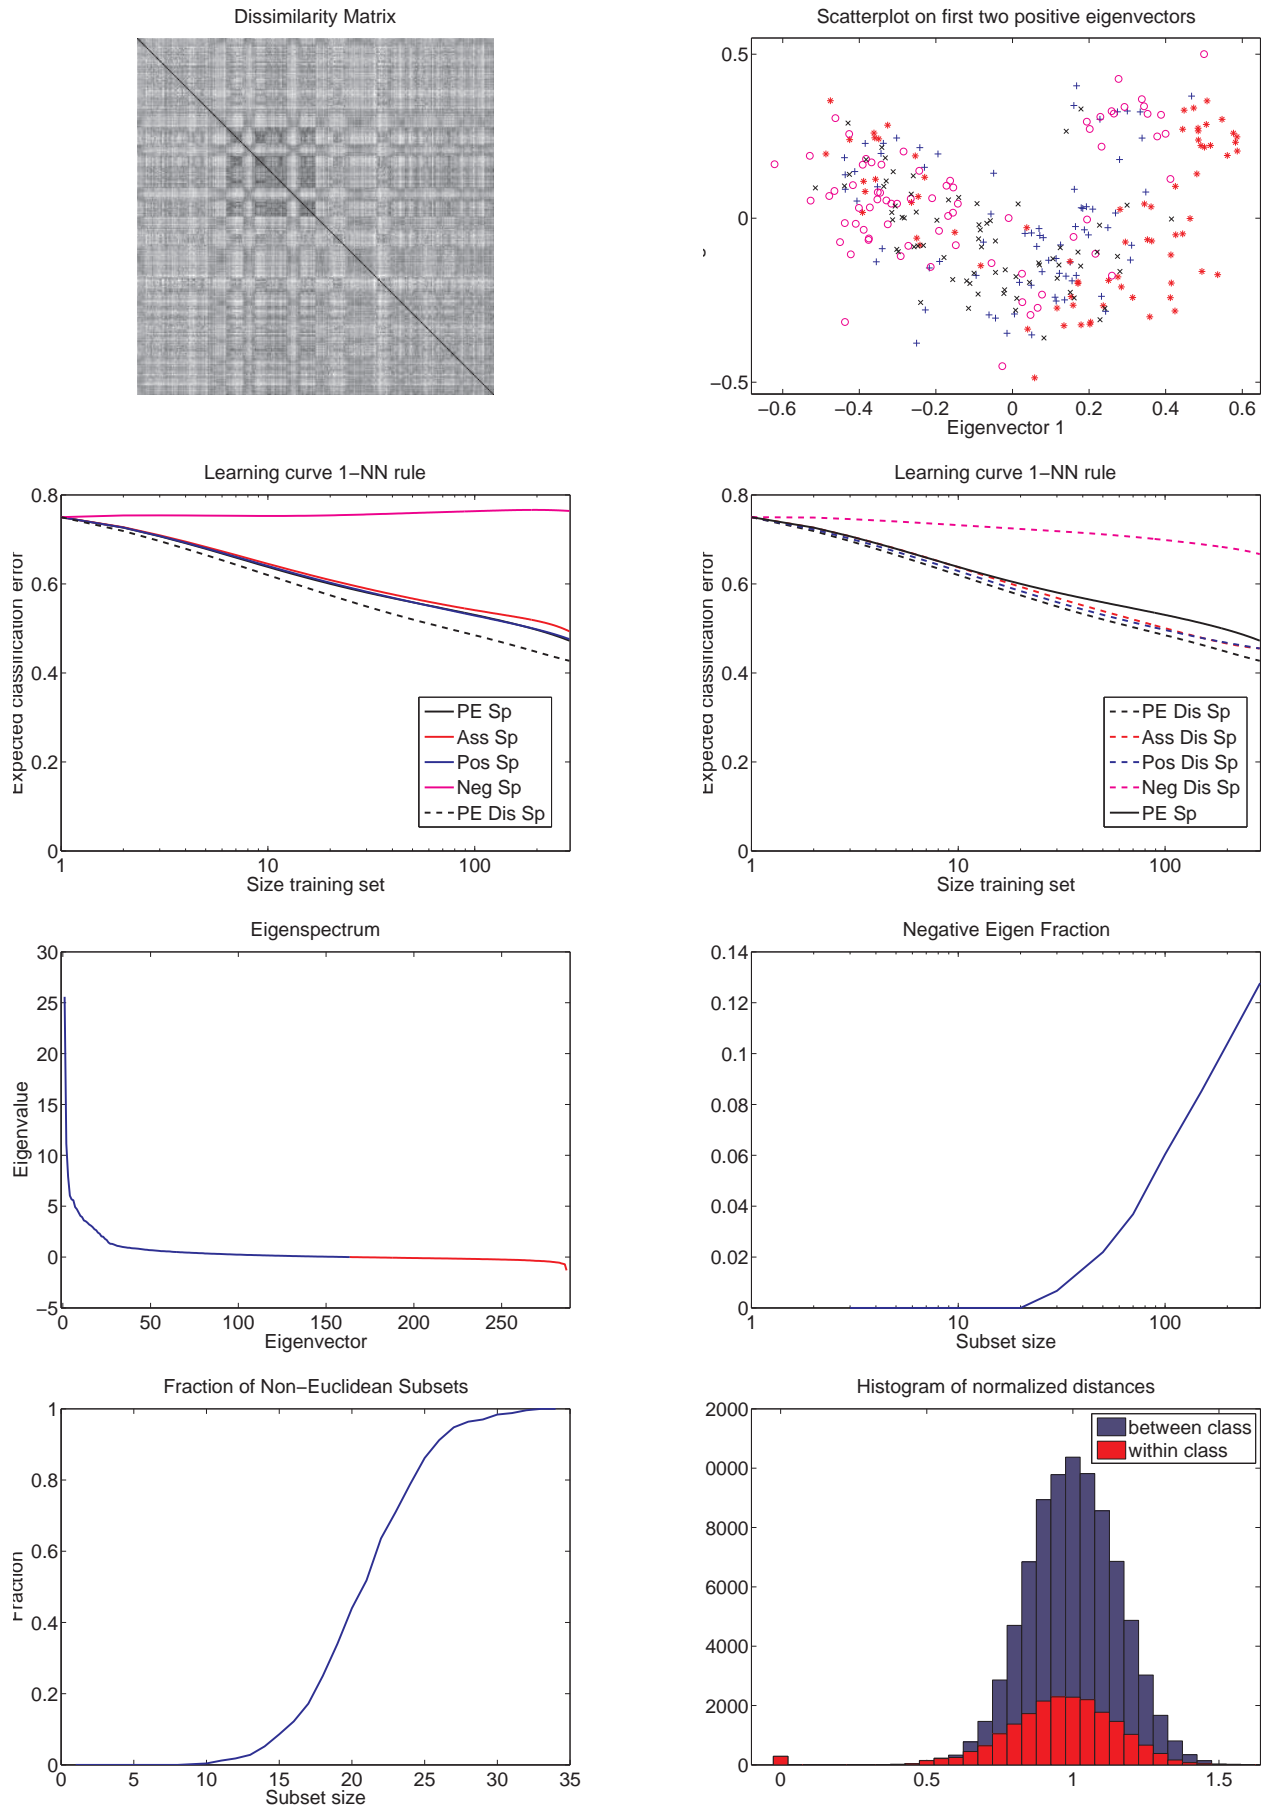 Dissimilarity Matrix
Scatterplot on first two positive eigenvectors
0.5
0
−0.5
−0.6 −0.4 −0.2 0 0.2 0.4 0.6
Eigenvector 1
Learning curve 1−NN rule
0.8
0.6
0.4
0.2
0
Expected classification error
PE Sp
Ass Sp
Pos Sp
Neg Sp
PE Dis Sp
1 10 100
Size training set
Learning curve 1−NN rule
0.8
0.6
0.4
0.2
0
Expected classification error
PE Dis Sp
Ass Dis Sp
Pos Dis Sp
Neg Dis Sp
PE Sp
1 10 100
Size training set
Eigenspectrum
30
25
20
15
10
5
0
−5
Eigenvalue
0 50 100 150 200 250
Eigenvector
Negative Eigen Fraction
0.14
0.12
0.1
0.08
0.06
0.04
0.02
0
1 10 100
Subset size
Fraction of Non−Euclidean Subsets
1
0.8
0.6
0.4
0.2
0
Fraction
0 5 10 15 20 25 30 35
Subset size
Histogram of normalized distances
2000
0000
8000
6000
4000
2000
0
between class
within class
0 0.5 1 1.5